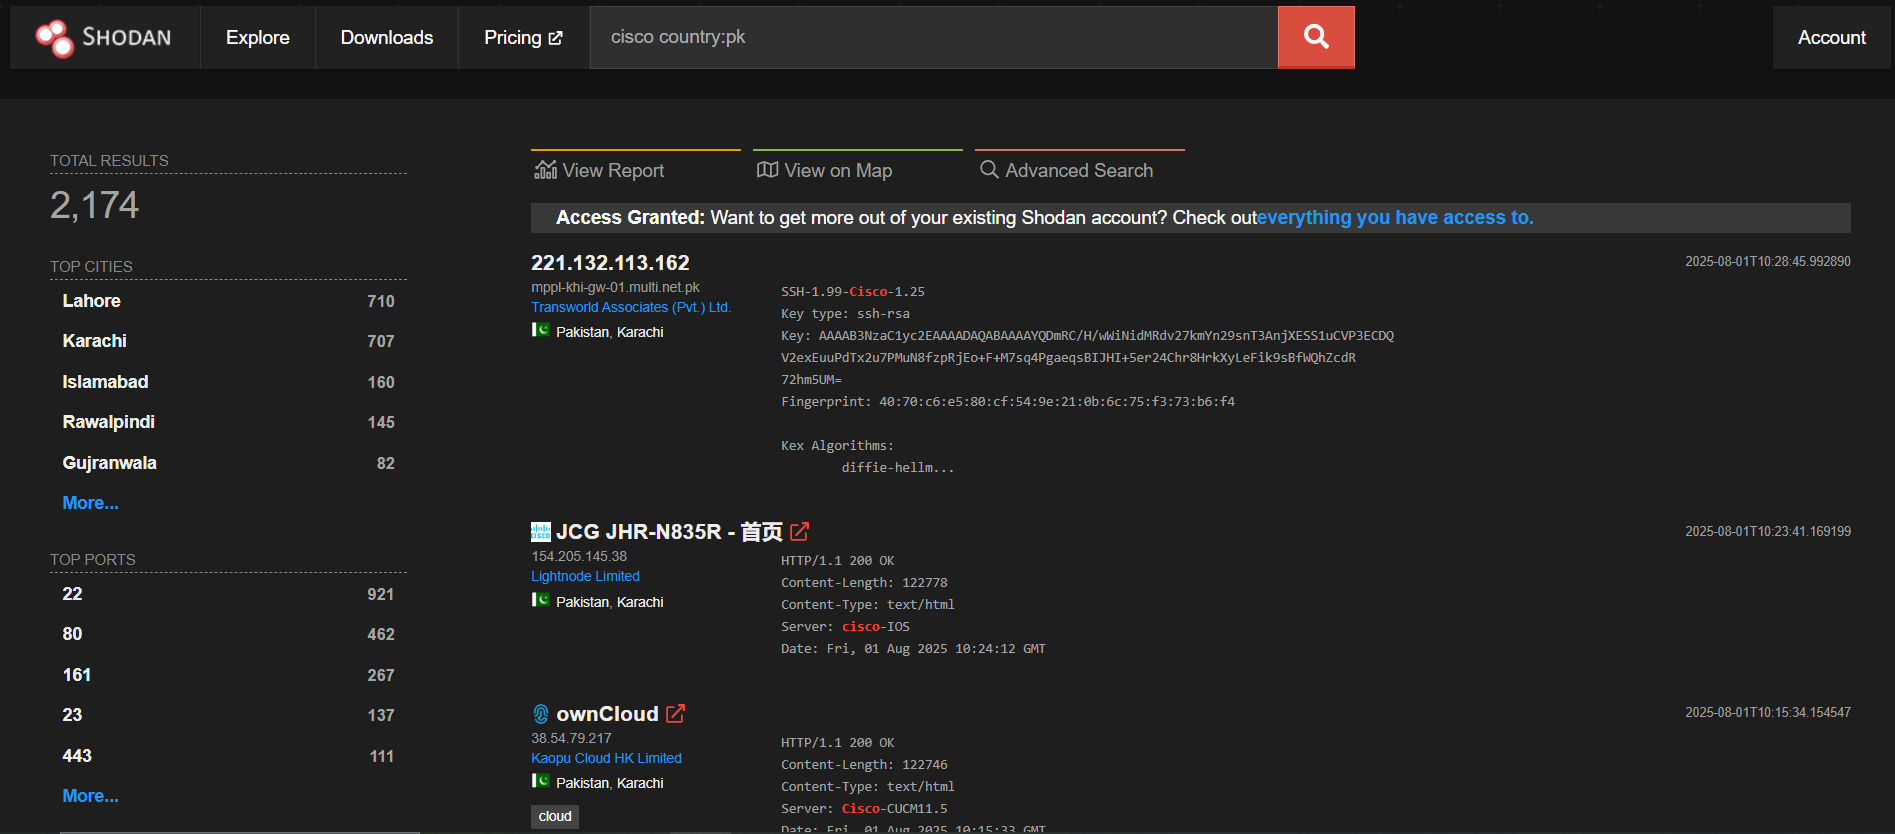 SHODAN
Explore
Downloads
Pricing
cisco country:pk
Account
TOTAL RESULTS
2,174
TOP CITIES
Lahore 710
Karachi 707
Islamabad 160
Rawalpindi 145
Gujranwala 82
More...
TOP PORTS
22 921
80 462
161 267
23 137
443 111
More...
View Report
View on Map
Advanced Search
Access Granted: Want to get more out of your existing Shodan account? Check outeverything you have access to.
221.132.113.162
mppl-khi-gw-01.multi.net.pk
Transworld Associates (Pvt.) Ltd.
Pakistan, Karachi
2025-08-01T10:28:45.992890
SSH-1.99-Cisco-1.25
Key type: ssh-rsa
Key: AAAAB3NzaC1yc2EAAAADAQABAAAAYQDmRC/H/wWiNidMRdv27kmYn29snT3AnjXESS1uCVP3ECDQ
V2exEuuPdTx2u7PMuN8fzpRjEo+F+M7sq4PgaeqsBIJHI+5er24Chr8HrkXyLeFik9sBfWQhZcdR
72hm5UM=
Fingerprint: 40:70:c6:e5:80:cf:54:9e:21:0b:6c:75:f3:73:b6:f4
Kex Algorithms:
diffie-hellm...
CISCO
JCG JHR-N835R - 首页
154.205.145.38
Lightnode Limited
Pakistan, Karachi
2025-08-01T10:23:41.169199
HTTP/1.1 200 OK
Content-Length: 122778
Content-Type: text/html
Server: cisco-IOS
Date: Fri, 01 Aug 2025 10:24:12 GMT
ownCloud
38.54.79.217
Kaopu Cloud HK Limited
Pakistan, Karachi
cloud
2025-08-01T10:15:34.154547
HTTP/1.1 200 OK
Content-Length: 122746
Content-Type: text/html
Server: Cisco-CUCM11.5
Date: Fri, 01 Aug 2025 10:15:33 GMT